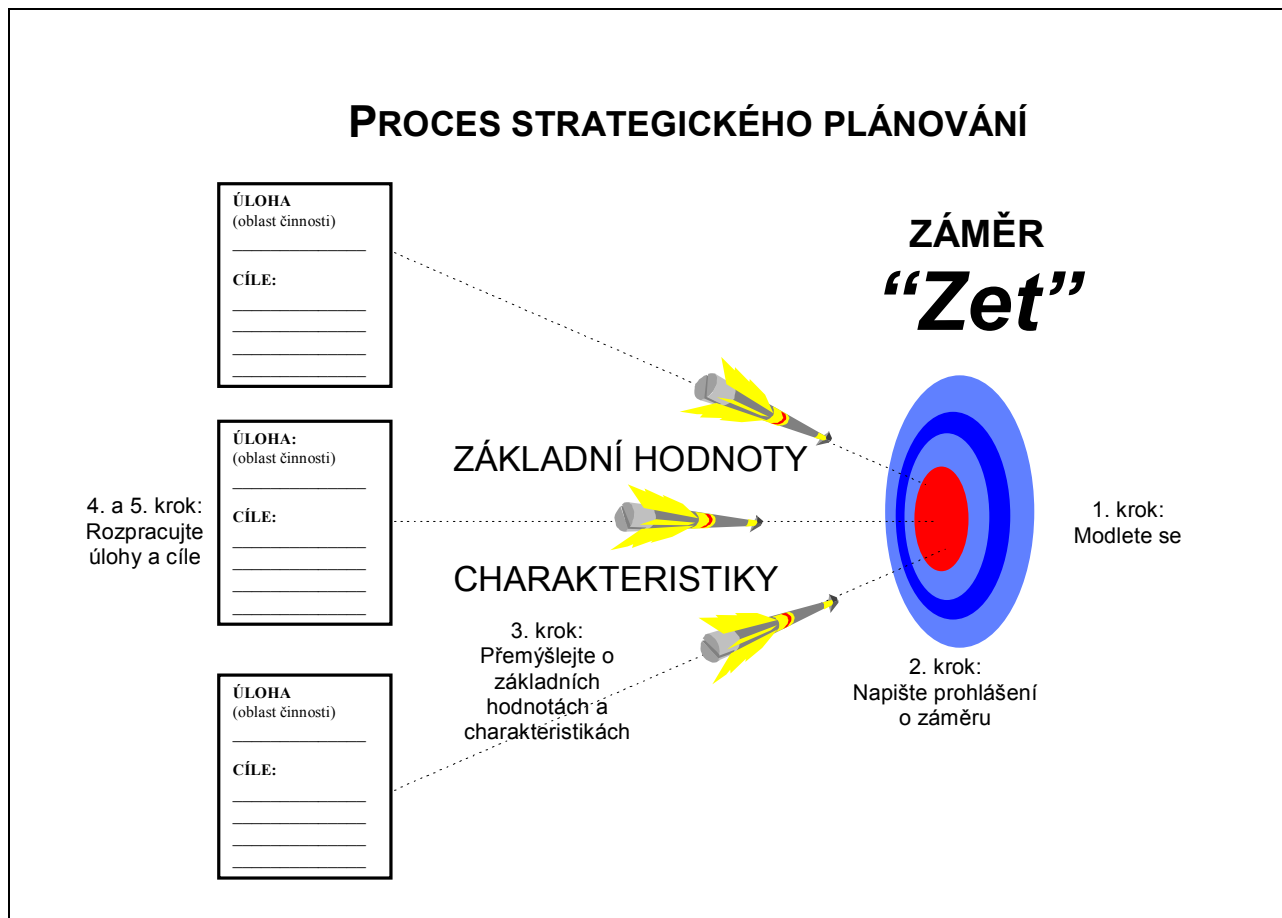 PROCES STRATEGICKÉHO PLÁNOVÁNÍ
ÚLOHA
(oblast činnosti)
CÍLE:
ZÁMĚR
“Zet”
ÚLOHA:
(oblast činnosti)
CÍLE:
ZÁKLADNÍ HODNOTY
CHARAKTERISTIKY
4. a 5. krok:
Rozpracujte
úlohy a cíle
1. krok:
Modlete se
3. krok:
Přemýšlejte o
základních
hodnotách a
charakteristikách
2. krok:
Napište prohlášení
o záměru
ÚLOHA
(oblast činnosti)
CÍLE: